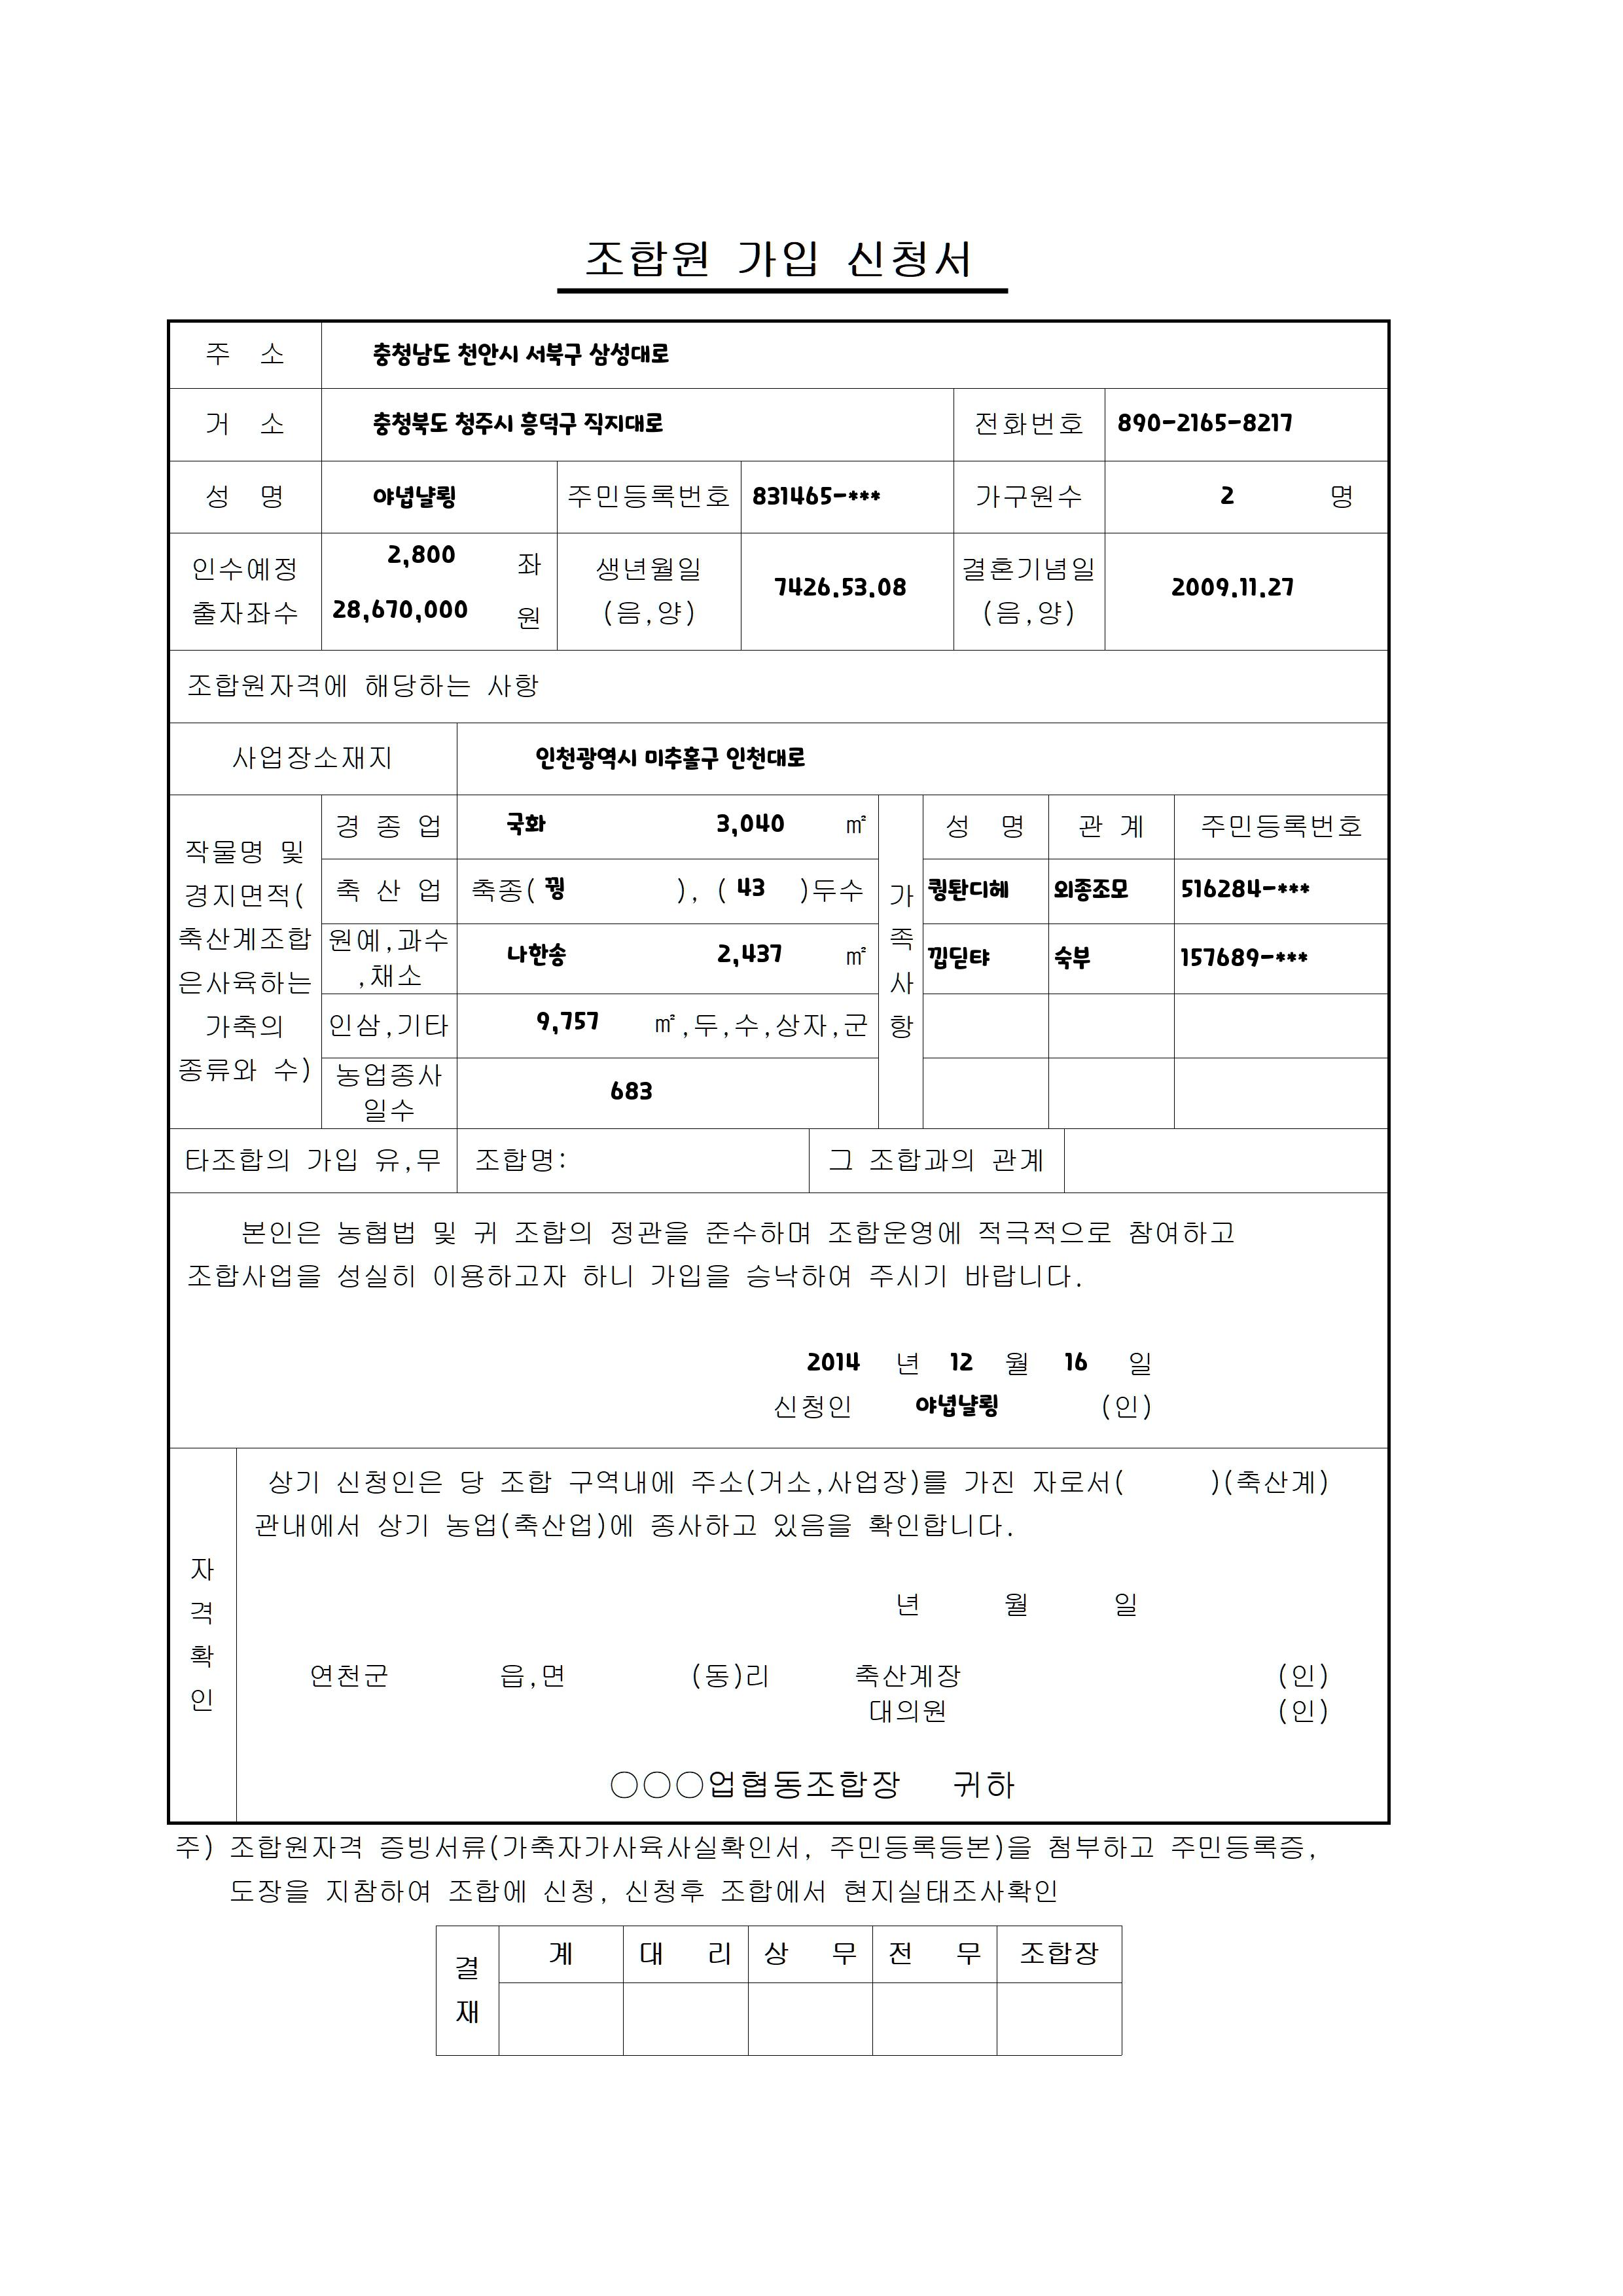 조합원 가입 신청서
주 소 충청남도 천안시 서북구 삼성대로
거 소 충청북도 청주시 흥덕구 직지대로 전화번호 890-2165-8217
성 명 야넙냘룅 주민등록번호 831465-*** 가구원수 2 명
인수예정 출자좌수 2,800 좌 28,670,000 원 생년월일 (음,양) 7426.53.08 결혼기념일 (음,양) 2009.11.27
조합원자격에 해당하는 사항
사업장소재지 인천광역시 미추홀구 인천대로
작물명 및 경지면적( 축산계조합 은사육하는 가축의 종류와 수)
경 종 업 국화 3,040 ㎡
축 산 업 축종( 꿩 ), ( 43 )두수
원예,과수 ,채소 나한송 2,437 ㎡
인삼,기타 9,757 ㎡,두,수,상자,군
농업종사 일수 683
가족사항
성 명 관 계 주민등록번호
외종조모 516284-***
낍딛탸 숙부 157689-***
타조합의 가입 유,무 조합명: 그 조합과의 관계
본인은 농협법 및 귀 조합의 정관을 준수하며 조합운영에 적극적으로 참여하고
조합사업을 성실히 이용하고자 하니 가입을 승낙하여 주시기 바랍니다.
2014 년 12 월 16 일
신청인 야넙냘룅 (인)
자격확인
상기 신청인은 당 조합 구역내에 주소(거소,사업장)를 가진 자로서( )(축산계)
관내에서 상기 농업(축산업)에 종사하고 있음을 확인합니다.
년 월 일
연천군 읍,면 (동)리 축산계장 (인)
대의원 (인)
○○○업협동조합장 귀하
주) 조합원자격 증빙서류(가축자가사육사실확인서, 주민등록등본)을 첨부하고 주민등록증,
도장을 지참하여 조합에 신청, 신청후 조합에서 현지실태조사확인
결재 계 대 리 상 무 전 무 조합장